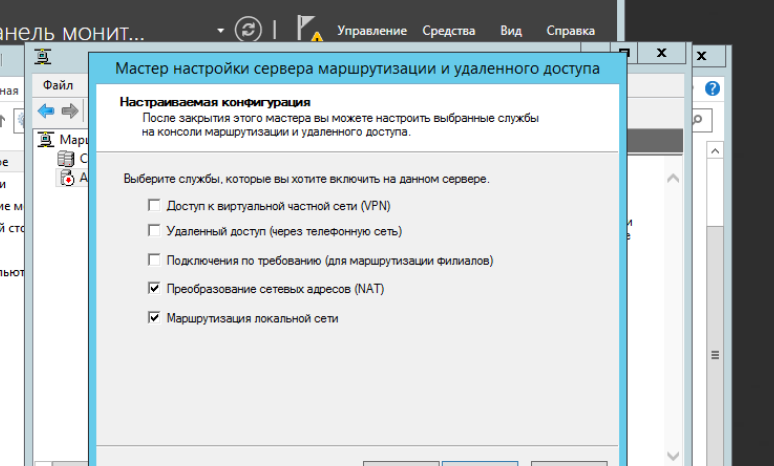 анель монит...
Управление Средства Вид Справка
Мастер настройки сервера маршрутизации и удаленного доступа
Файл
Настраиваемая конфигурация
После закрытия этого мастера вы можете настроить выбранные службы
на консоли маршрутизации и удаленного доступа.
Выберите службы, которые вы хотите включить на данном сервере.
Доступ к виртуальной частной сети (VPN)
Удаленный доступ (через телефонную сеть)
Подключения по требованию (для маршрутизации филиалов)
Преобразование сетевых адресов (NAT)
Маршрутизация локальной сети